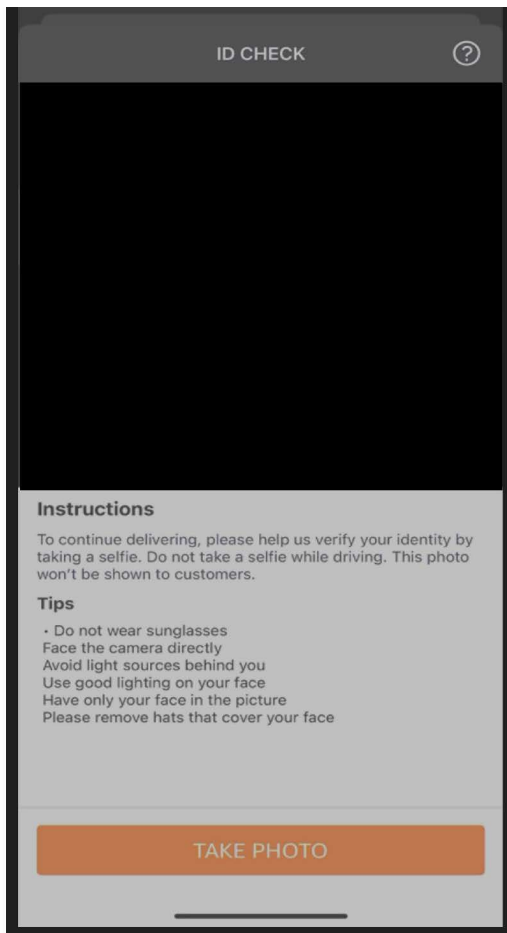 ID CHECK
?
Instructions
To continue delivering, please help us verify your identity by
taking a selfie. Do not take a selfie while driving. This photo
won't be shown to customers.
Tips
• Do not wear sunglasses
Face the camera directly
Avoid light sources behind you
Use good lighting on your face
Have only your face in the picture
Please remove hats that cover your face
TAKE PHOTO